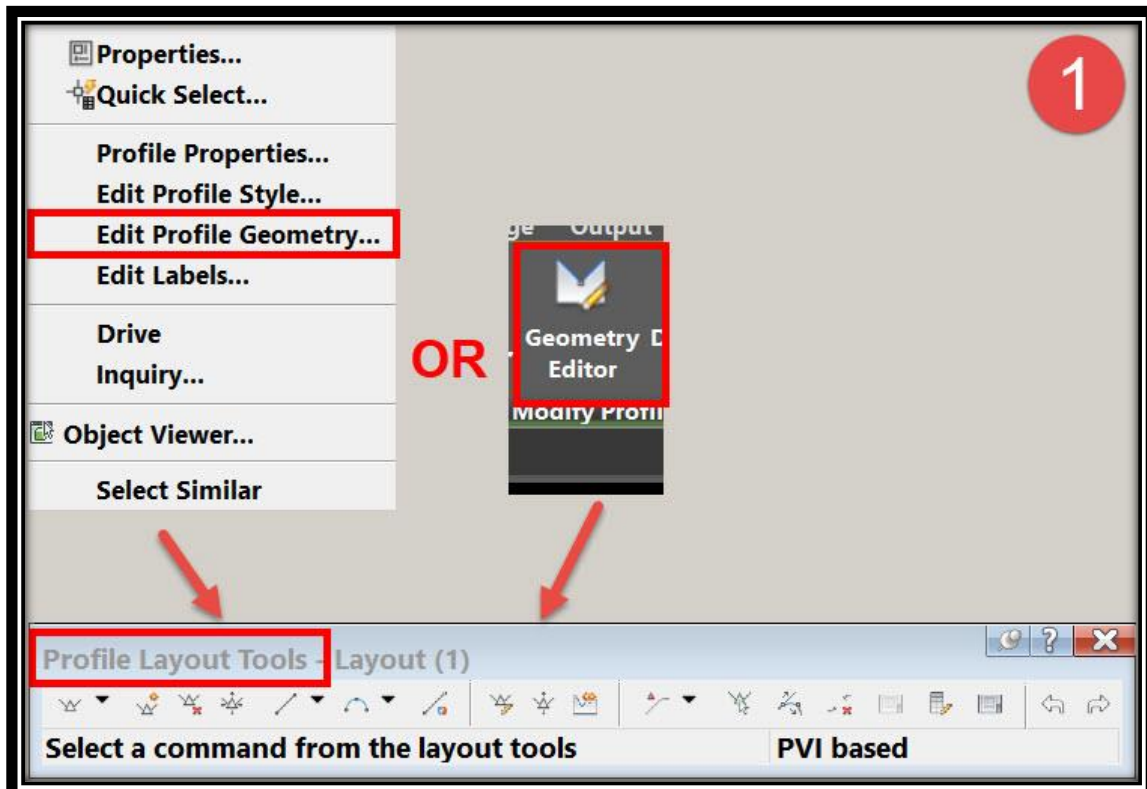 Properties...
Quick Select...
1
Profile Properties...
Edit Profile Style...
Edit Profile Geometry...
Edit Labels...
Drive
Inquiry...
Object Viewer...
Select Similar
OR
Output
Geometry D
Editor
Modify Profil
Profile Layout Tools - Layout (1)
Select a command from the layout tools PVI based